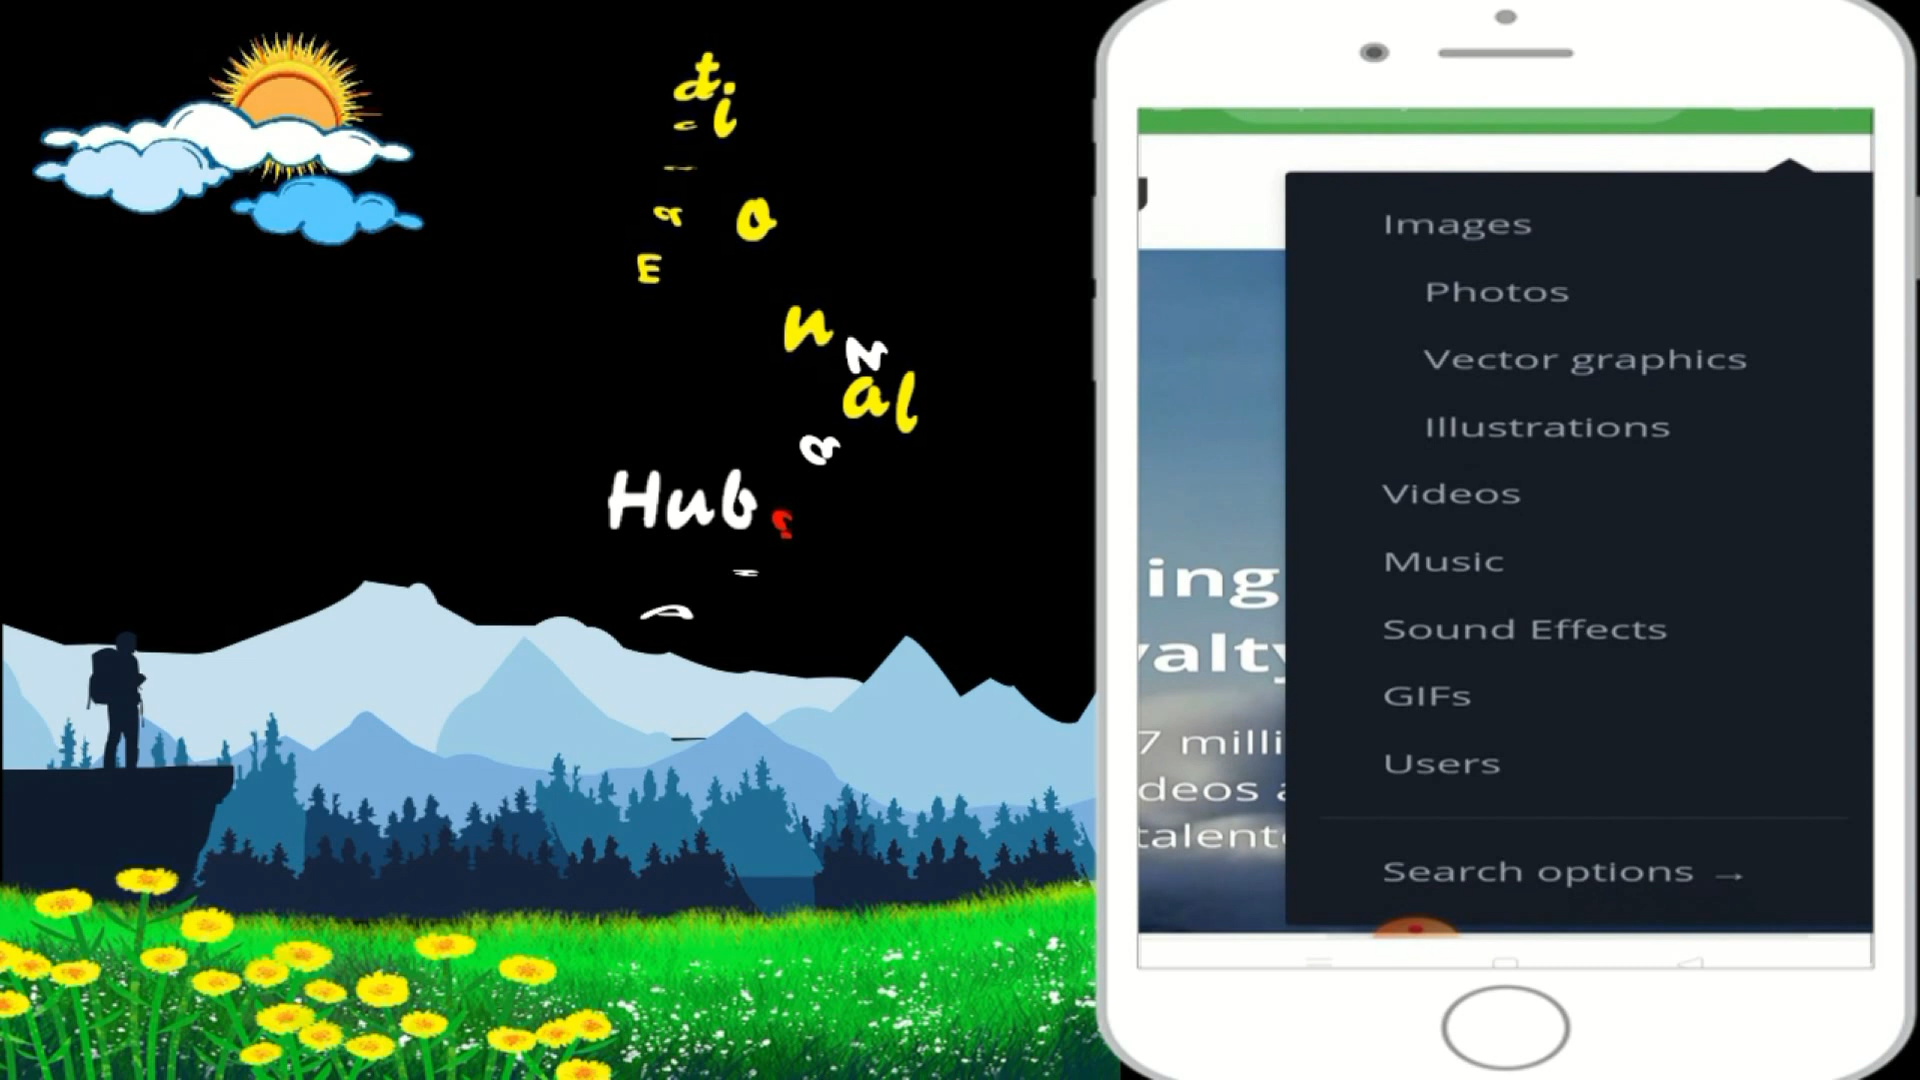 Hub
Images
Photos
Vector graphics
Illustrations
Videos
Music
Sound Effects
GIFs
Users
Search options →
ing
valty
7 milli
deos a
talent